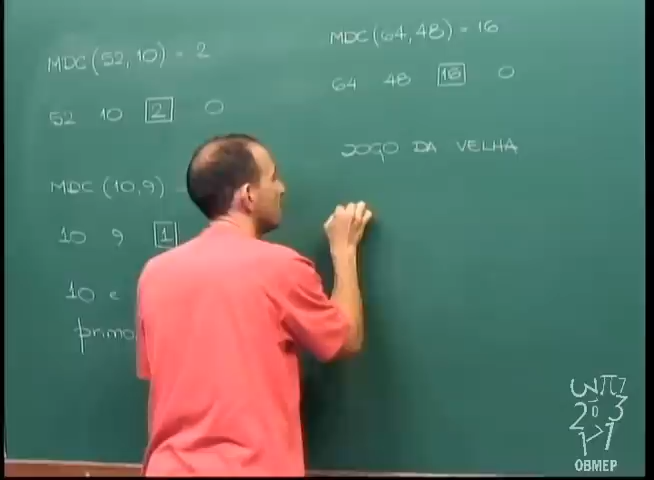 MDC(52, 10) = 2
52 10 2 0
MDC (10,9) =
10 9 1
10 e
primo
MDC(64, 48) = 16
64 48 16 0
JOGO DA VELHA
OBMEP